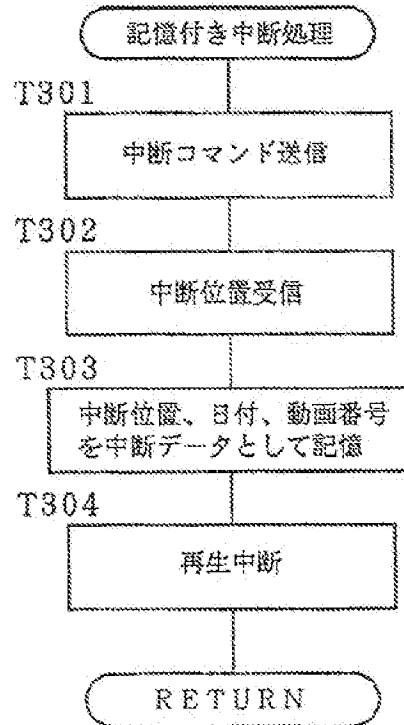 記憶付き中断処理
T301
中断コマンド送信
T302
中断位置受信
T303
中断位置、日付、動画番号
を中断データとして記憶
T304
再生中断
RETURN